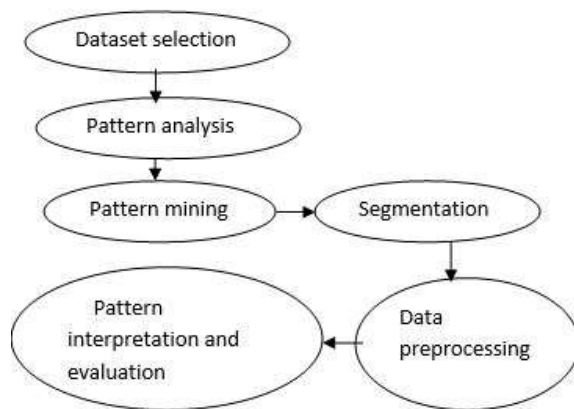 Dataset selection
Pattern analysis
Pattern mining
Segmentation
Data
preprocessing
Pattern
interpretation and
evaluation